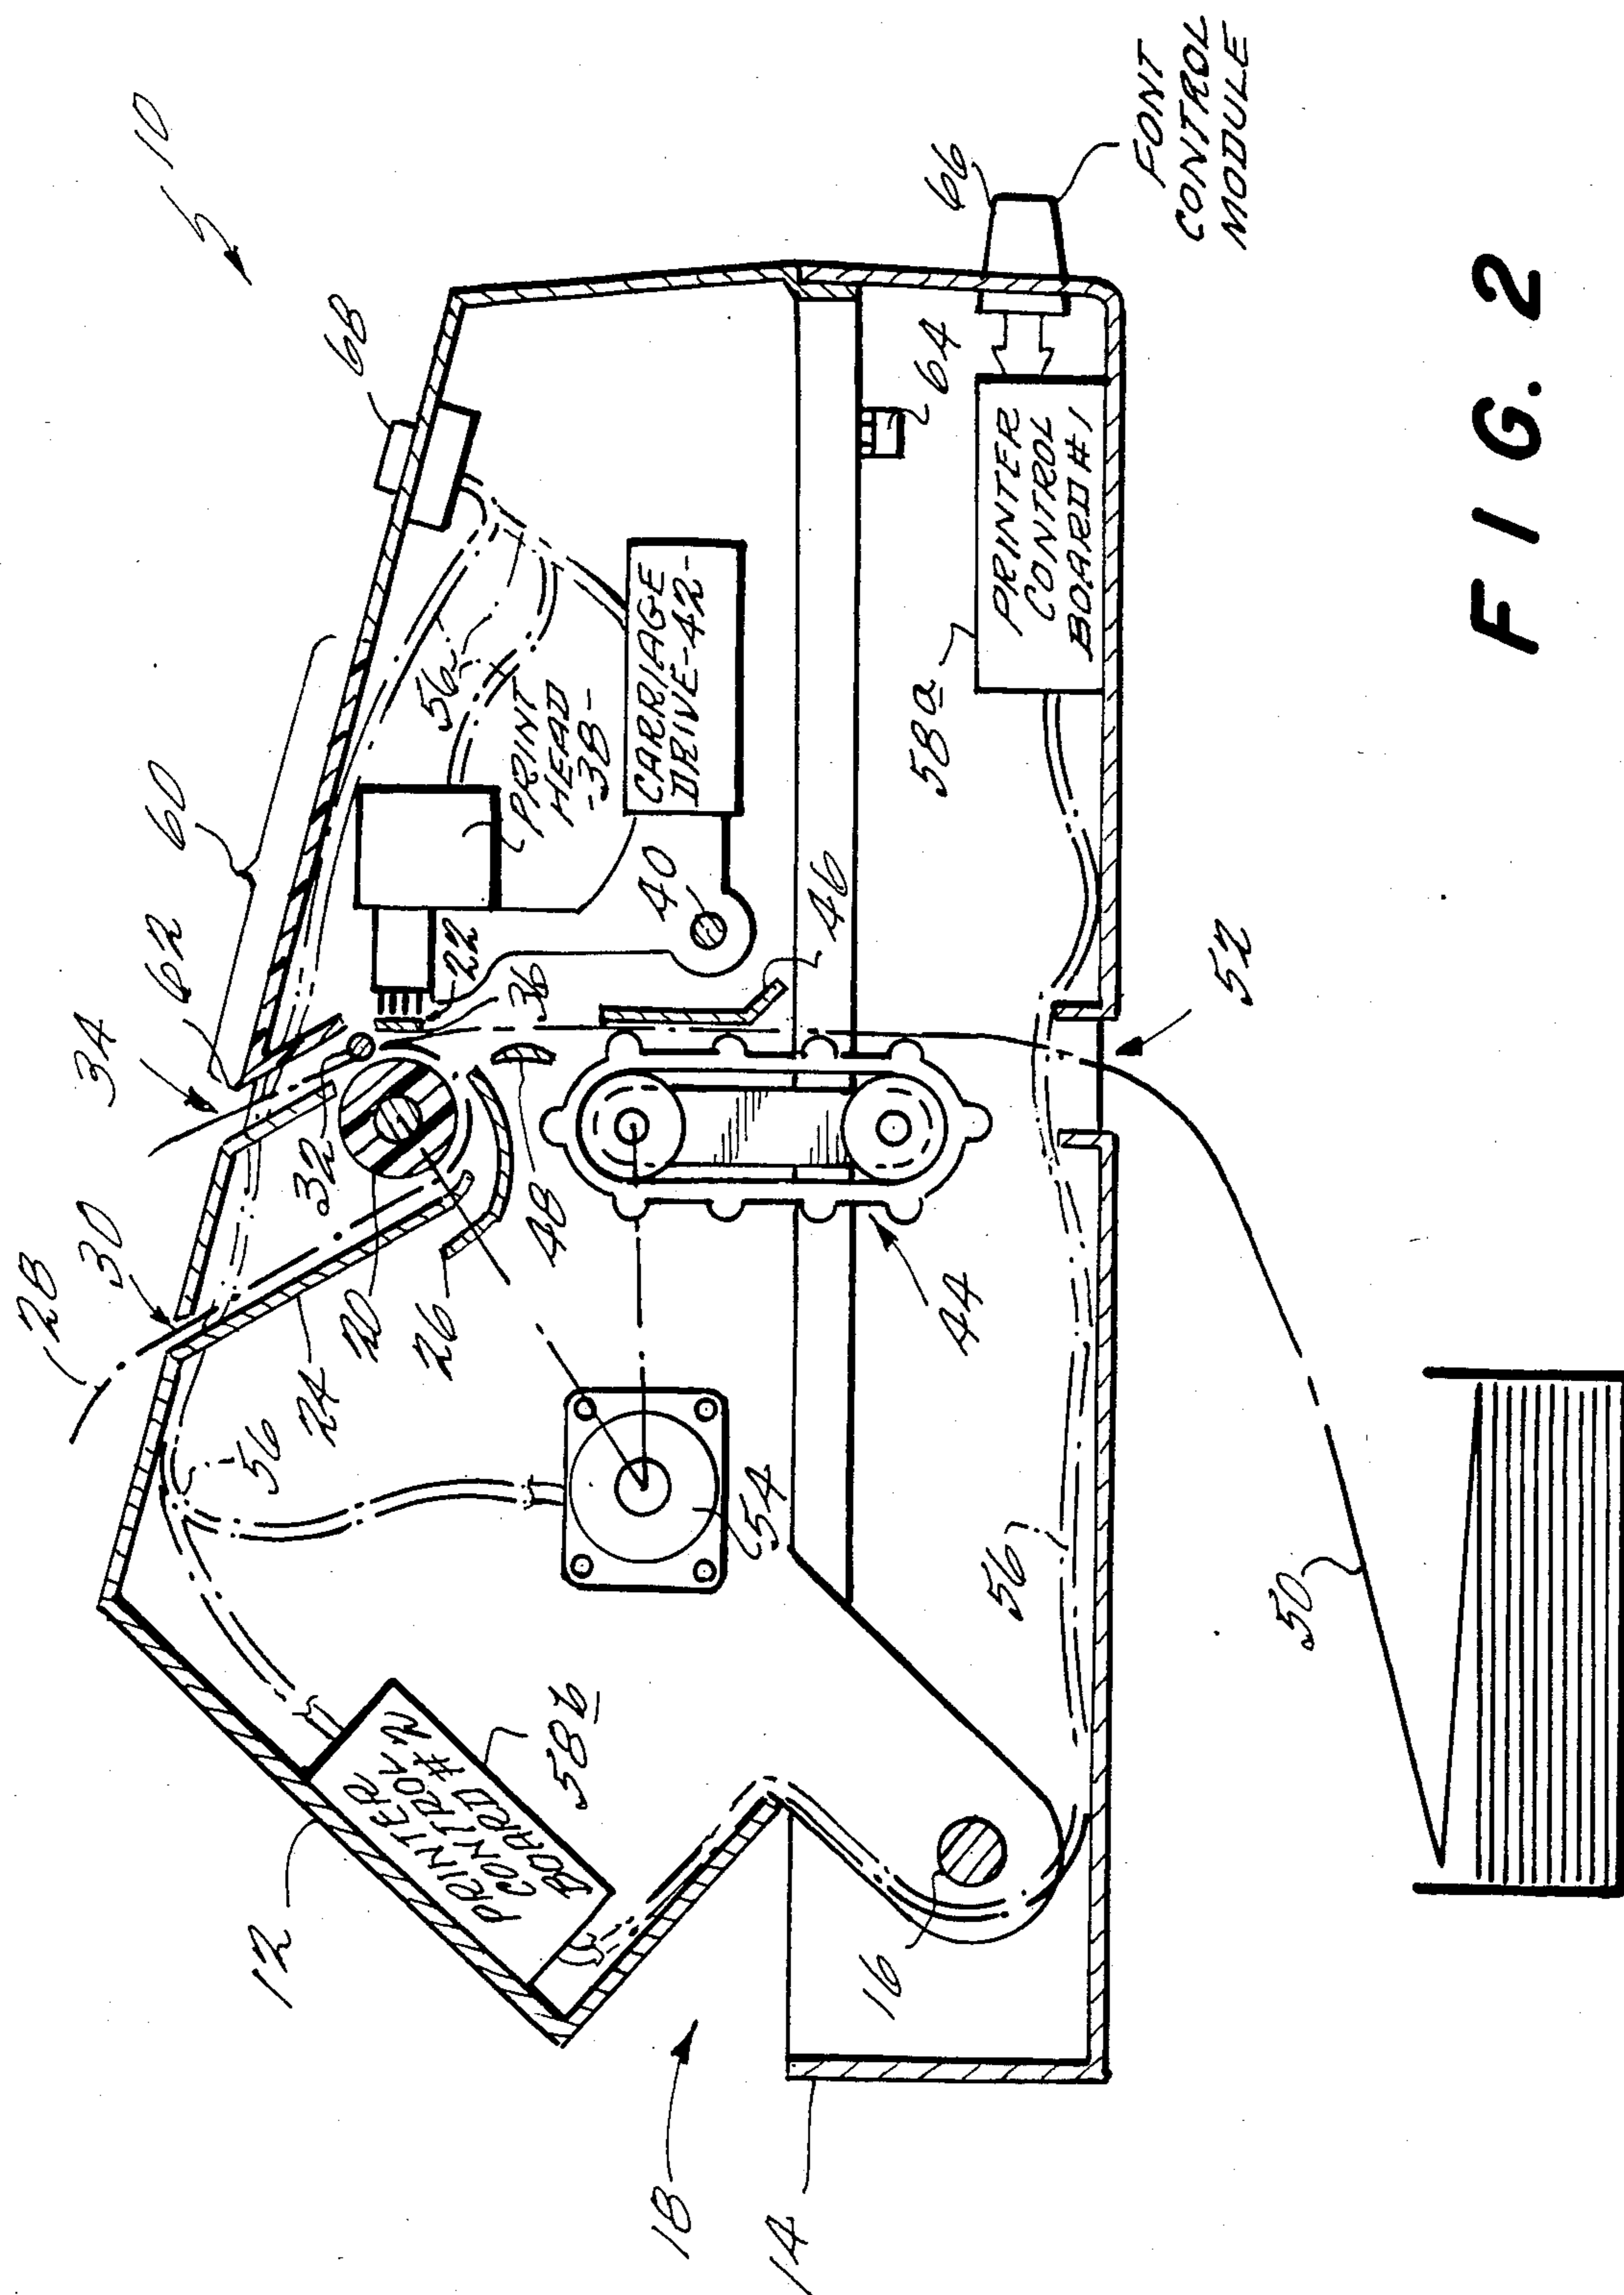 10
68
62
60
34
30
28
56
PRINT
HEAD
-38-
CARRIAGE
DRIVE-42-
22
36
40
46
32
48
20
26
24
56
12
PRINTER
CONTROL
BOARD #N
58b
54
44
64
66
FONT
CONTROL
MODULE
PRINTER
CONTROL
BOARD #1
58a
52
56
50
16
18
14
FIG. 2